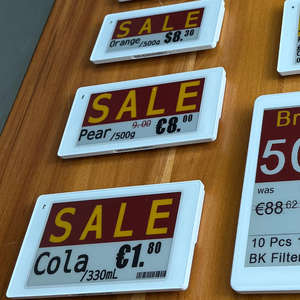 SALE
Orange/500g $8.30
SALE
Pear/500g 9.00 €8.00
SALE
Cola/330mL €1.80
Br
50
was
€88 62
10 Pcs
BK Filter